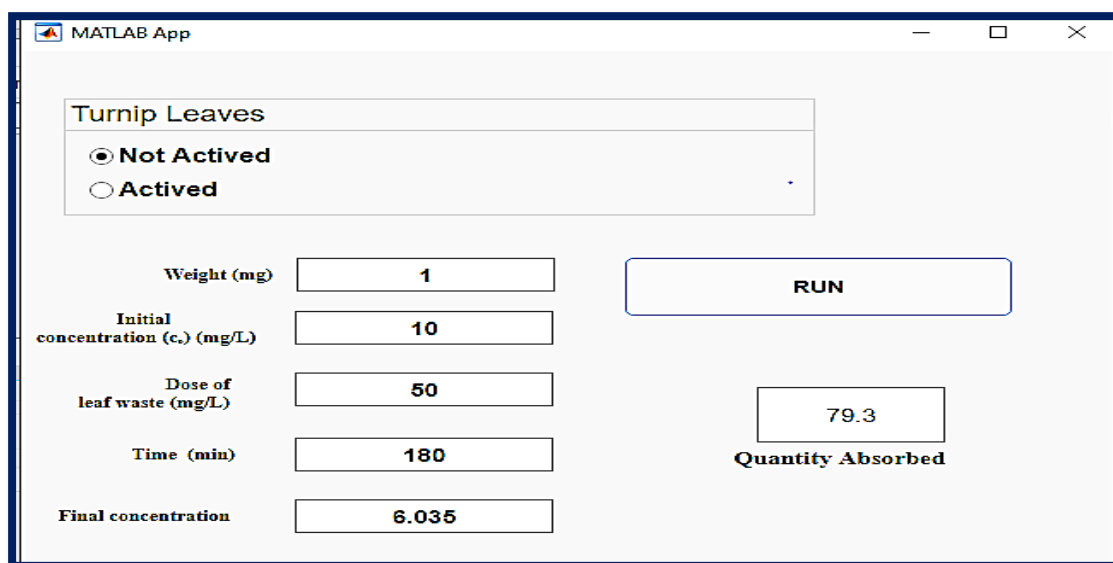 MATLAB App
Turnip Leaves
Not Actived
Actived
Weight (mg)
1
RUN
Initial
concentration (c₀) (mg/L)
10
Dose of
leaf waste (mg/L)
50
79.3
Quantity Absorbed
Time (min)
180
Final concentration
6.035